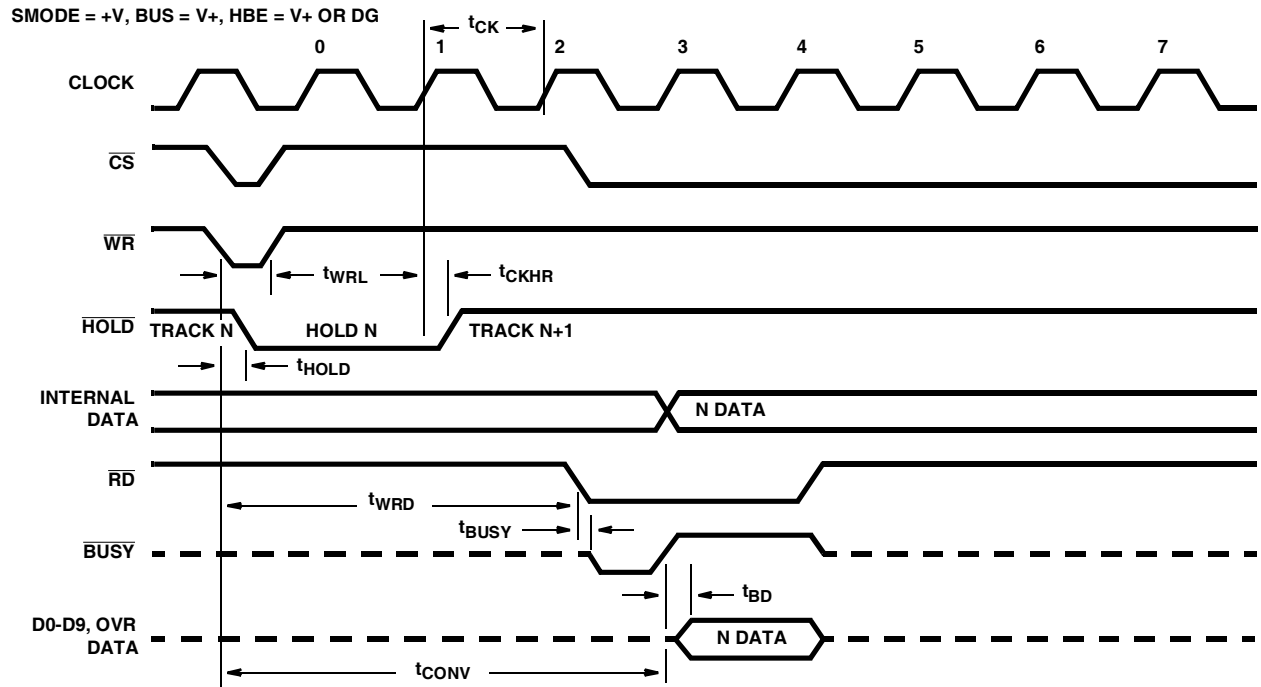 SMODE = +V, BUS = V+, HBE = V+ OR DG
tCK
0 1 2 3 4 5 6 7
CLOCK
CS
WR
tWRL
tCKHR
HOLD
TRACK N
HOLD N
TRACK N+1
tHOLD
INTERNAL
DATA
N DATA
RD
tWRD
tBUSY
BUSY
tBD
D0-D9, OVR
DATA
N DATA
tCONV